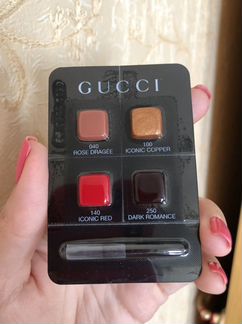 GUCCI
040
ROSE DRAGÉE
100
ICONIC COPPER
140
ICONIC RED
250
DARK ROMANCE